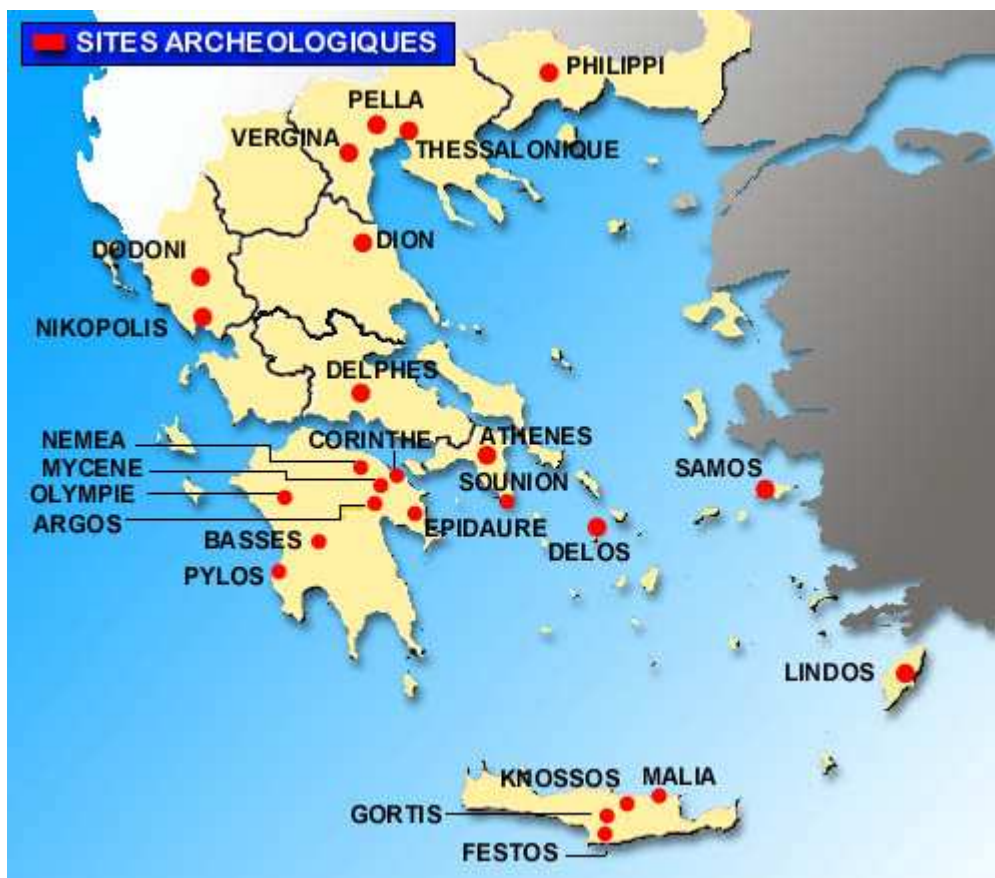 SITES ARCHEOLOGIQUES
PHILIPPI
PELLA
VERGINA
THESSALONIQUE
DION
DODONI
NIKOPOLIS
DELPHES
NEMEA
CORINTHE
ATHENES
MYCENE
SOUNION
SAMOS
OLYMPIE
ARGOS
EPIDAURE
BASSES
DELOS
PYLOS
LINDOS
KNOSSOS
MALIA
GORTIS
FESTOS